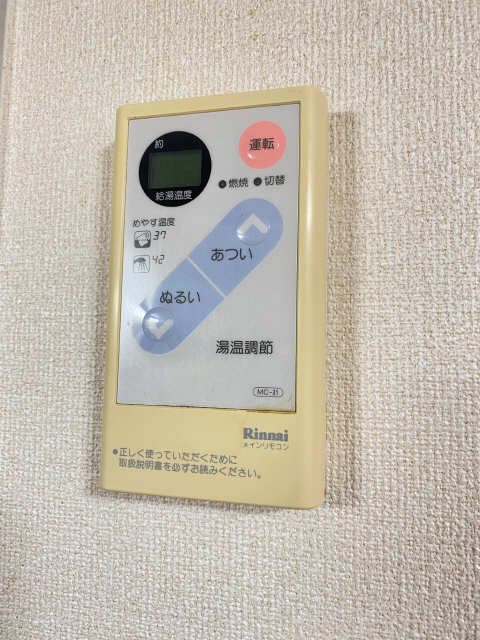 約
運転
給湯温度
燃焼 切替
めやす温度
37
42
あつい
ぬるい
湯温調節
MC-31
Rinnai
メインリモコン
●正しく使っていただくために
取扱説明書を必ずお読みください。